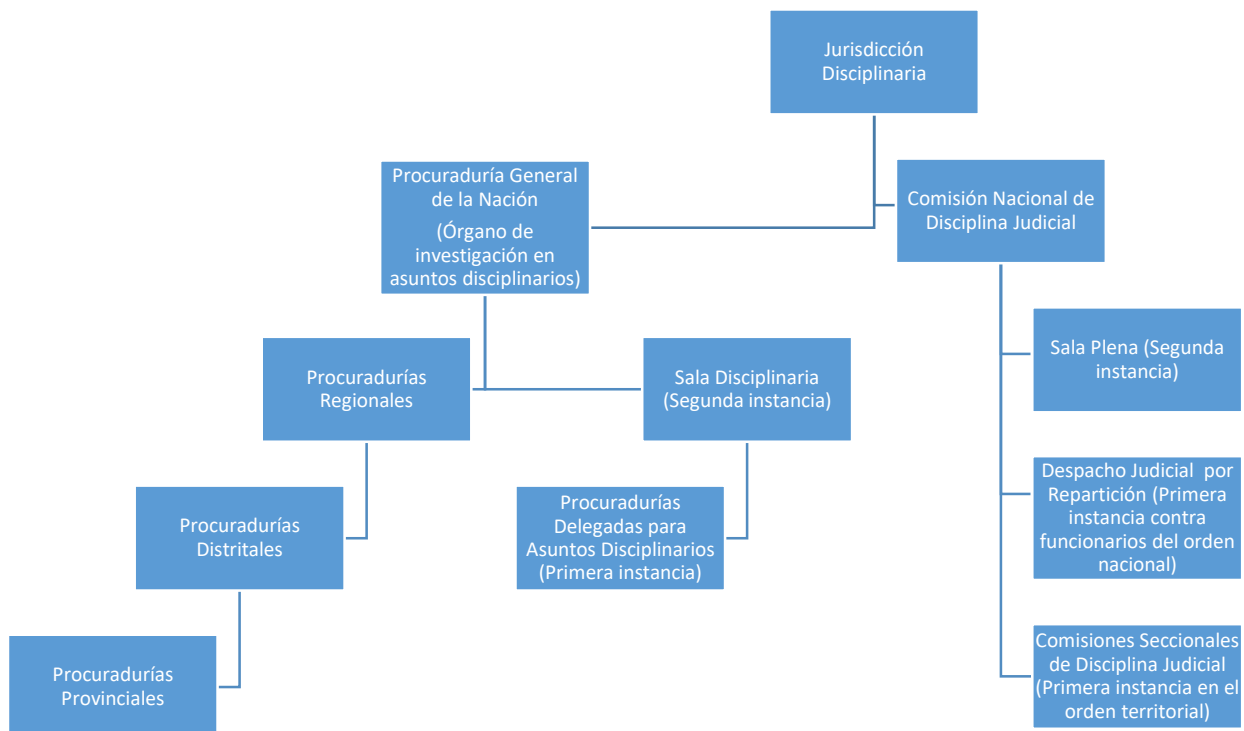 Jurisdicción
Disciplinaria
Procuraduría General
de la Nación
(Órgano de
investigación en
asuntos disciplinarios)
Comisión Nacional de
Disciplina Judicial
Procuradurías
Regionales
Sala Disciplinaria
(Segunda instancia)
Sala Plena (Segunda
instancia)
Procuradurías
Distritales
Procuradurías
Delegadas para
Asuntos Disciplinarios
(Primera instancia)
Despacho Judicial por
Repartición (Primera
instancia contra
funcionarios del orden
nacional)
Procuradurías
Provinciales
Comisiones Seccionales
de Disciplina Judicial
(Primera instancia en el
orden territorial)